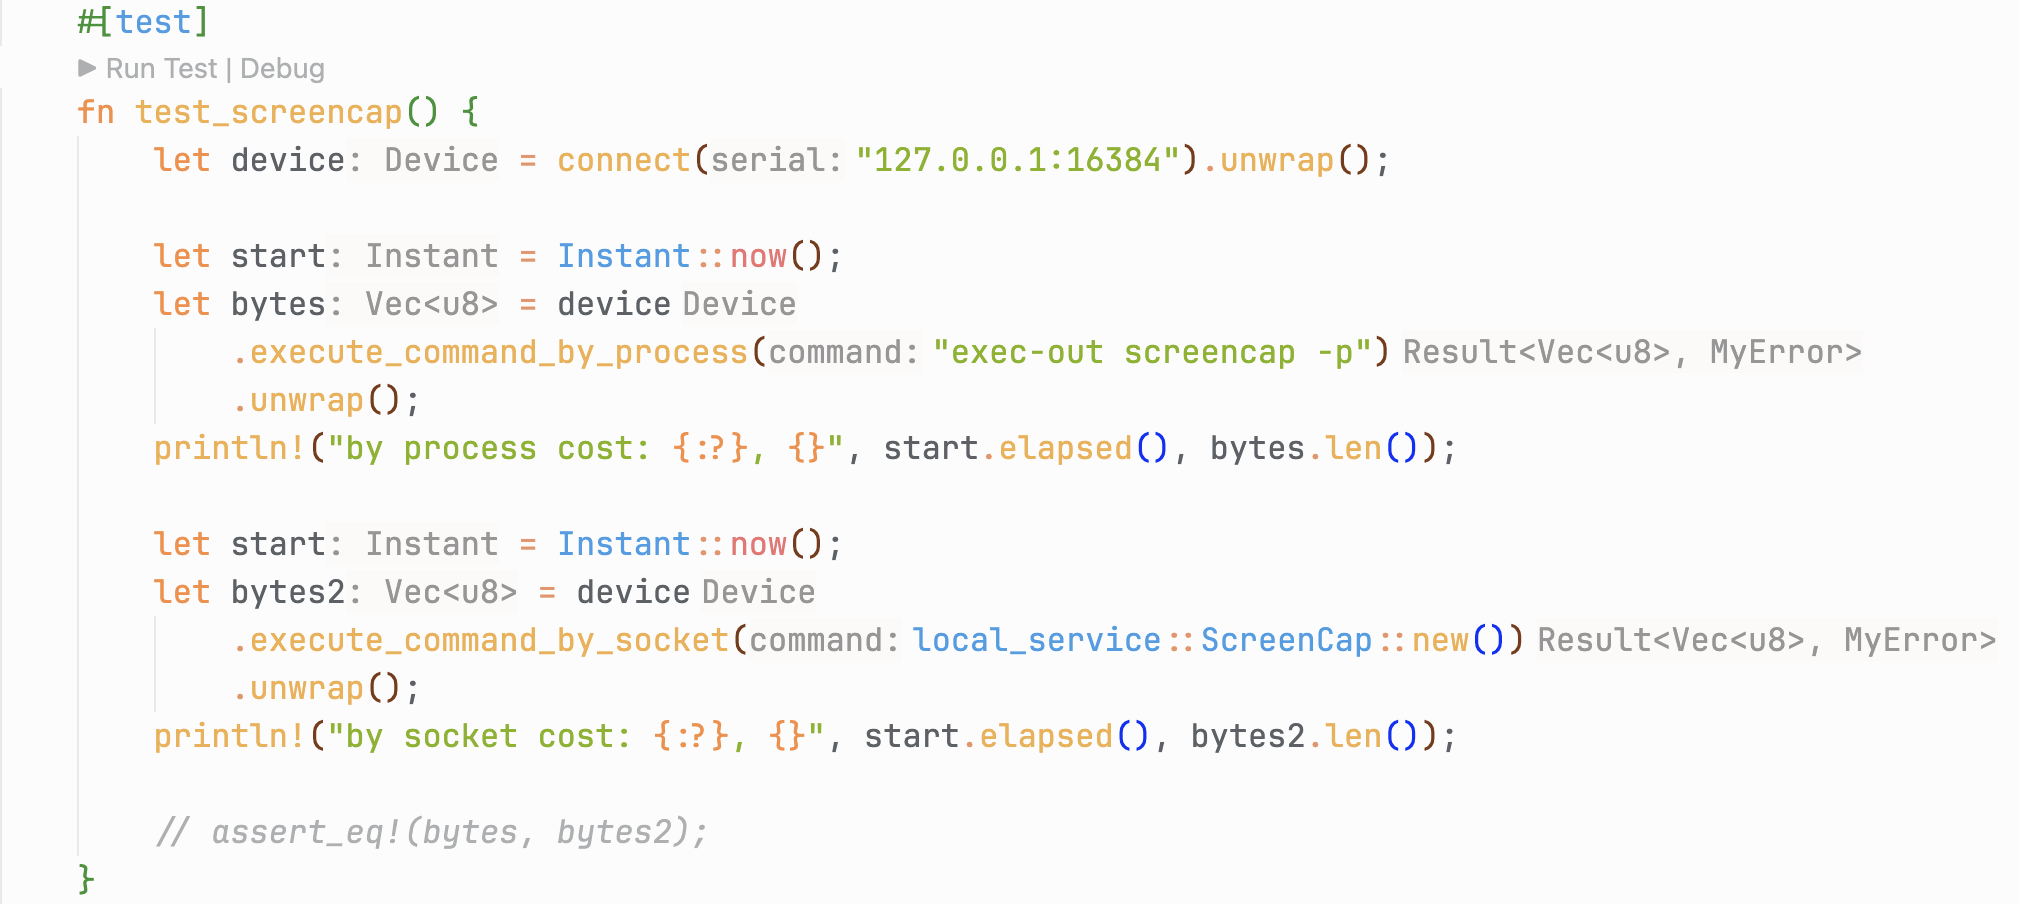 #[test]
▶ Run Test | Debug
fn test_screencap() {
let device: Device = connect(serial: "127.0.0.1:16384").unwrap();
let start: Instant = Instant::now();
let bytes: Vec<u8> = device Device
.execute_command_by_process(command: "exec-out screencap -p") Result<Vec<u8>, MyError>
.unwrap();
println!("by process cost: {:?}, {}", start.elapsed(), bytes.len());
let start: Instant = Instant::now();
let bytes2: Vec<u8> = device Device
.execute_command_by_socket(command: local_service::ScreenCap::new()) Result<Vec<u8>, MyError>
.unwrap();
println!("by socket cost: {:?}, {}", start.elapsed(), bytes2.len());
// assert_eq!(bytes, bytes2);
}